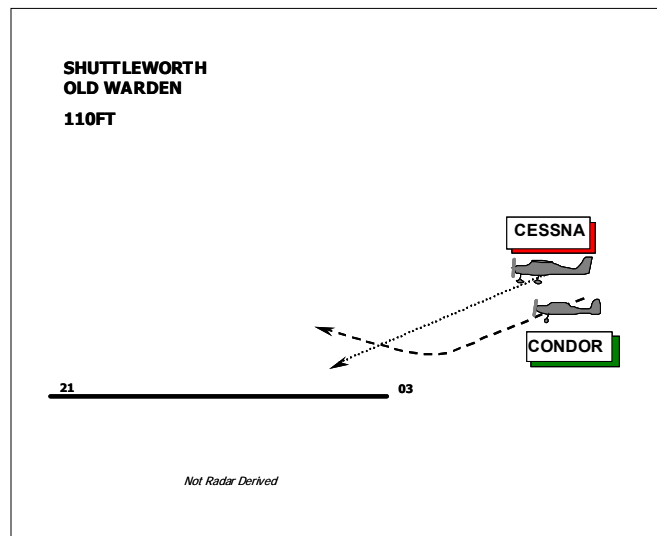 SHUTTLEWORTH
OLD WARDEN
110FT
CESSNA
CONDOR
21
03
Not Radar Derived